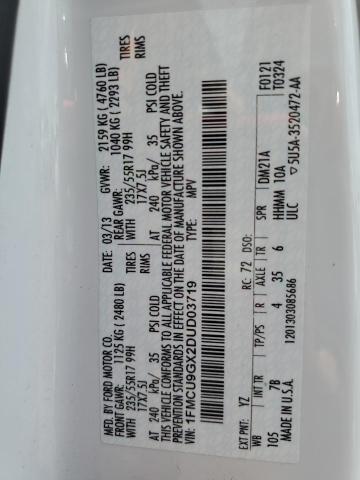 MFD. BY FORD MOTOR CO.
DATE: 03/13 GVWR: 2159 KG ( 4760 LB)
FRONT GAWR: REAR GAWR:
1125 KG ( 2480 LB) 1040 KG ( 2293 LB)
WITH TIRES WITH TIRES
235/55R17 99H RIMS 235/55R17 99H RIMS
17X7.5J 17X7.5J
AT 240 kPa/ 35 PSI COLD AT 240 kPa/ 35 PSI COLD
THIS VEHICLE CONFORMS TO ALL APPLICABLE FEDERAL MOTOR VEHICLE SAFETY AND THEFT
PREVENTION STANDARDS IN EFFECT ON THE DATE OF MANUFACTURE SHOWN ABOVE.
VIN: 1FMCU9GX2DUD03719
TYPE: MPV
F0121
T0324
EXT PNT: YZ RC: 72 DSO:
WB INT TR TP/PS R AXLE TR SPR DM21A
105 7B 4 35 6 HHMM 10A
MADE IN U.S.A. 1201303085686 ULC ▽5U5A-3520472-AA